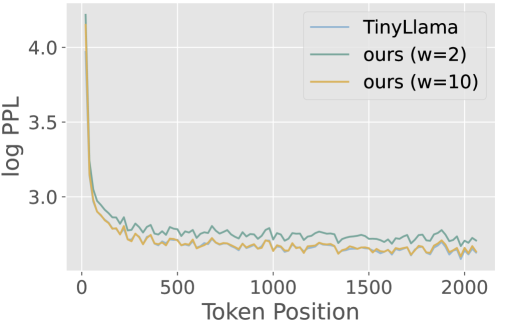 TinyLlama
ours (w=2)
ours (w=10)
4.0
3.5
3.0
log PPL
0 500 1000 1500 2000
Token Position